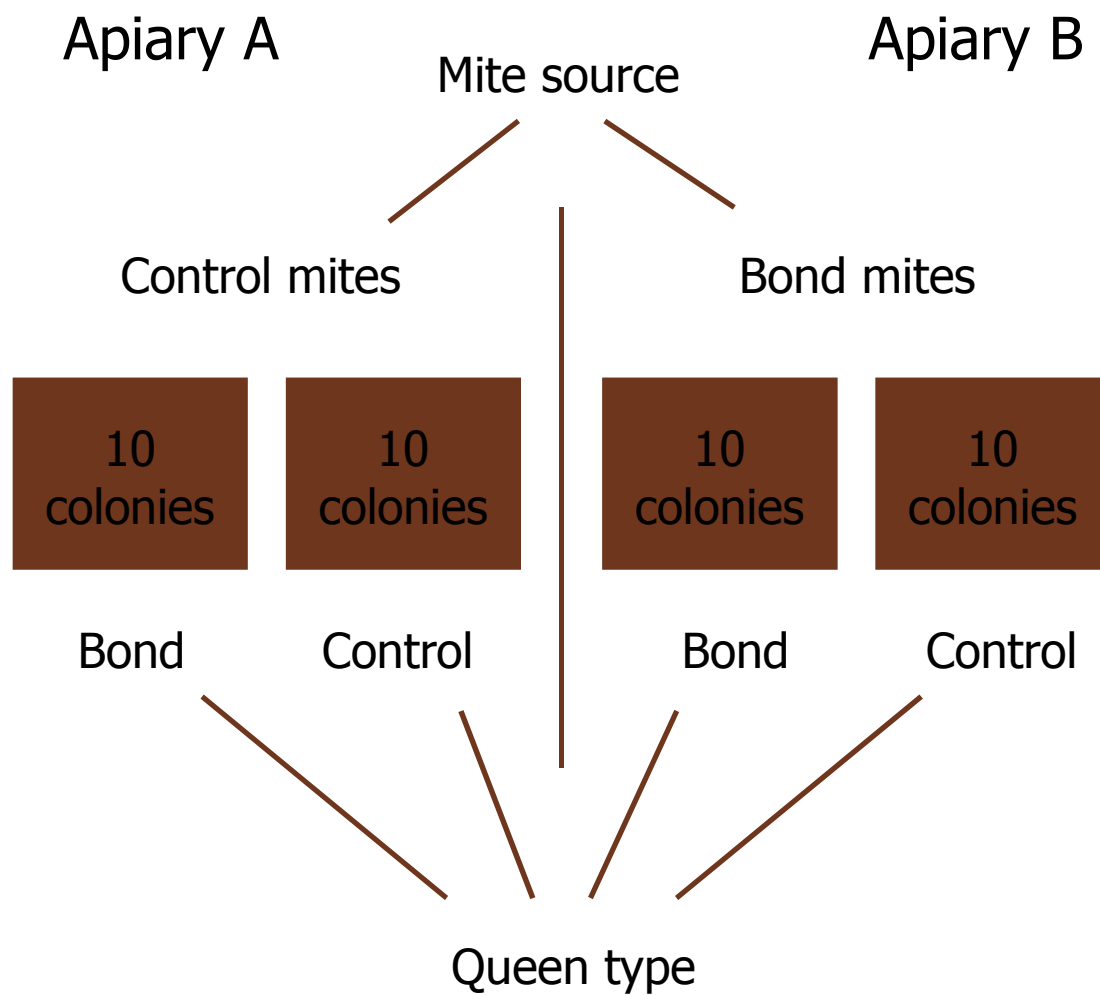 Apiary A
Apiary B
Mite source
Control mites
Bond mites
10
colonies
10
colonies
10
colonies
10
colonies
Bond
Control
Bond
Control
Queen type